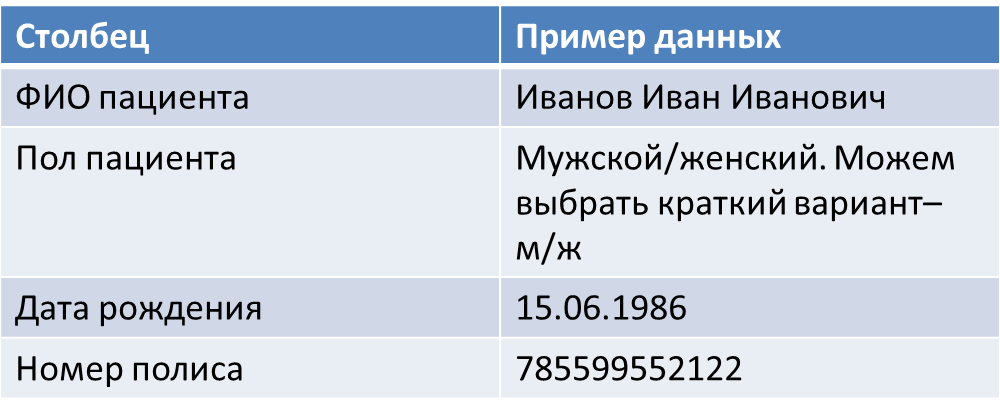 Столбец Пример данных
ФИО пациента Иванов Иван Иванович
Пол пациента Мужской/женский. Можем
выбрать краткий вариант–
м/ж
Дата рождения 15.06.1986
Номер полиса 785599552122